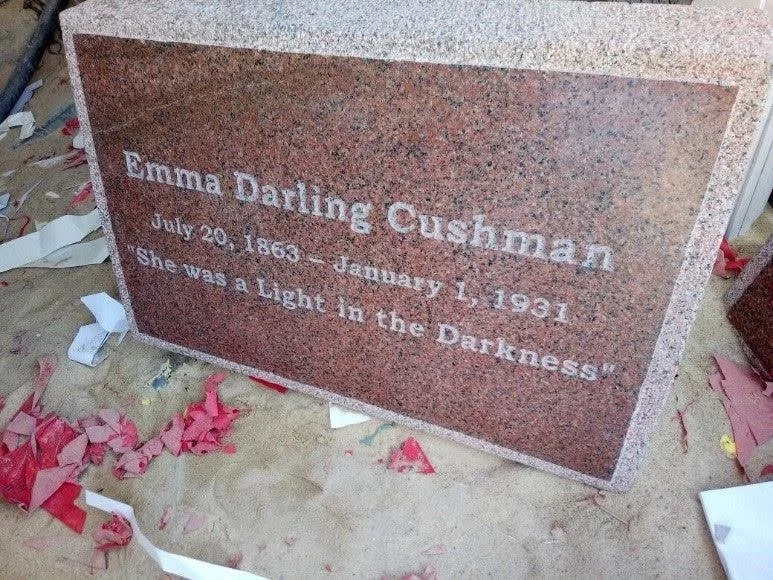 Emma Darling Cushman
July 20, 1863 – January 1, 1931
"She was a Light in the Darkness"